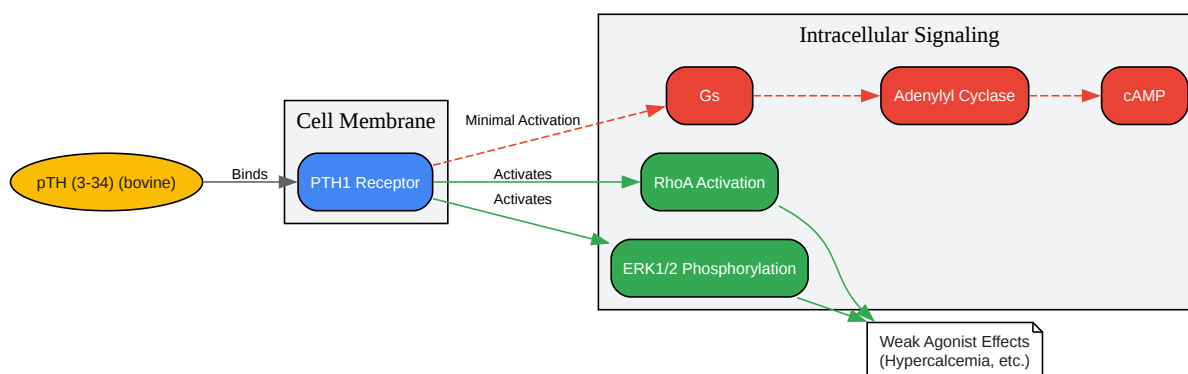 Intracellular Signaling
Gs
Adenylyl Cyclase
cAMP
Cell Membrane
Minimal Activation
pTH (3-34) (bovine)
Binds
PTH1 Receptor
Activates
RhoA Activation
Activates
ERK1/2 Phosphorylation
Weak Agonist Effects
(Hypercalcemia, etc.)